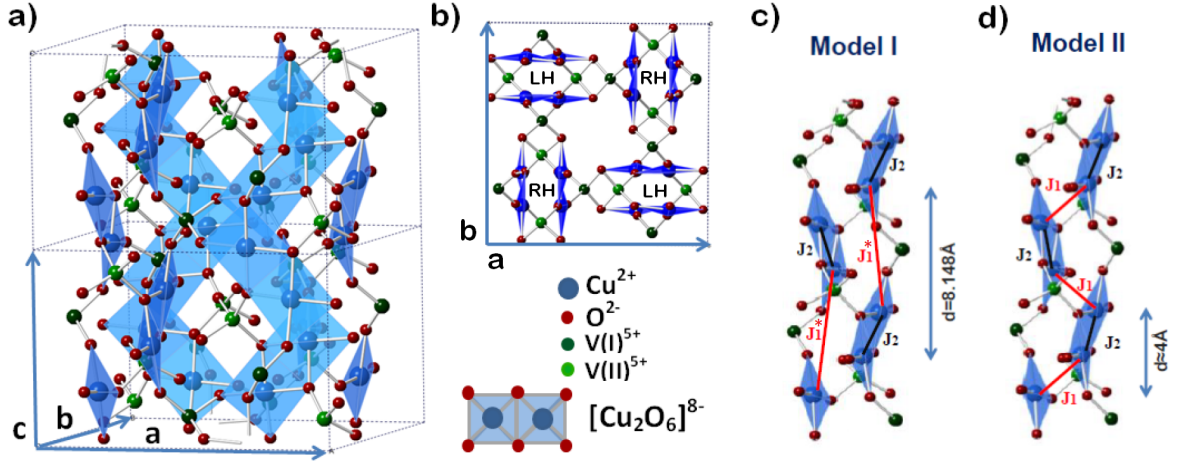 a)
c
b
a
b)
LH
RH
RH
LH
b
a
Cu²⁺
O²⁻
V(I)⁵⁺
V(II)⁵⁺
[Cu₂O₆]⁸⁻
c)
Model I
J₂
J₂
J₁*
J₁*
J₂
d=8.148Å
d)
Model II
J₂
J₁
J₂
J₁
J₂
J₁
d≈4Å